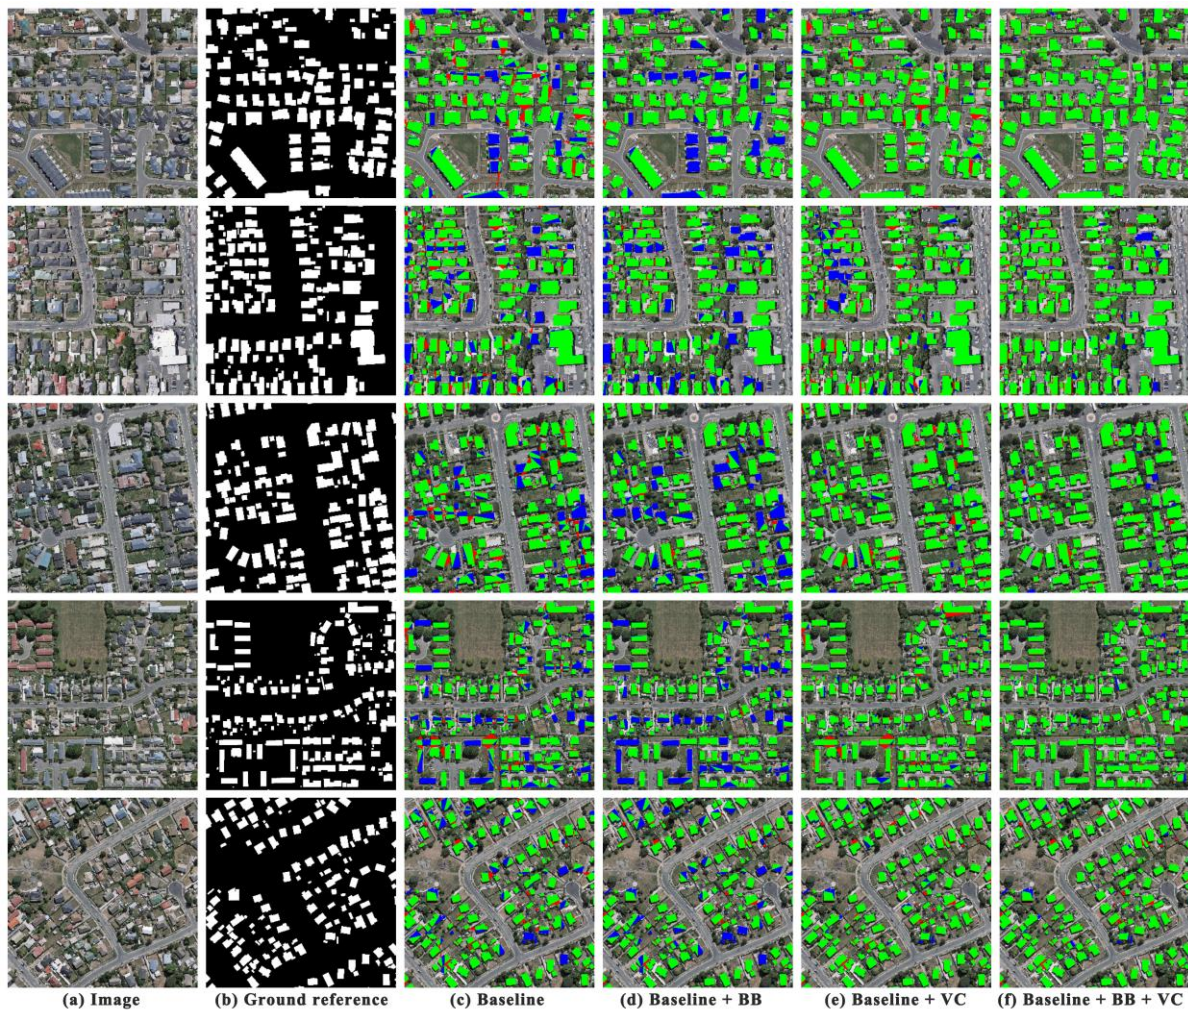 (a) Image
(b) Ground reference
(c) Baseline
(d) Baseline + BB
(e) Baseline + VC
(f) Baseline + BB + VC